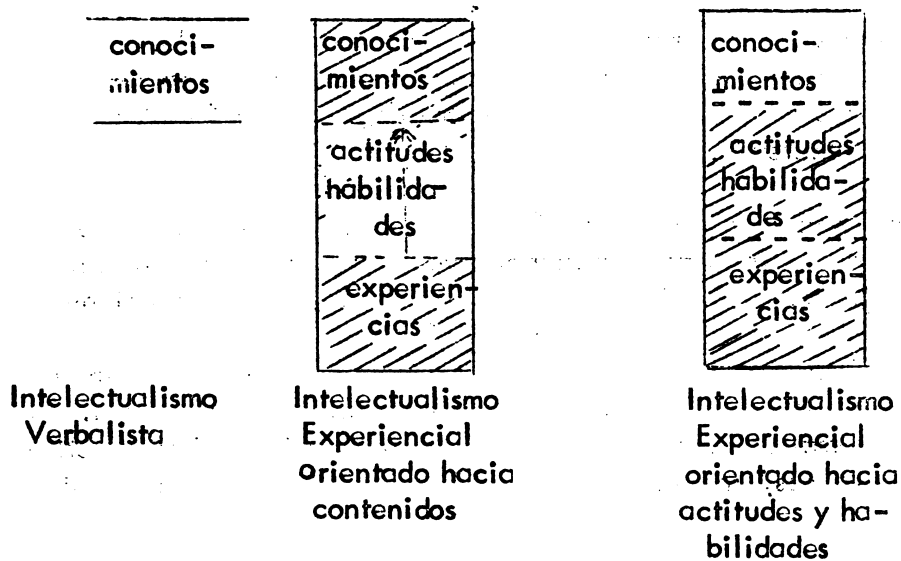 conoci-
mientos
conoci-
mientos
actitudes
habilida-
des
experien-
cias
conoci-
mientos
actitudes
habilida-
des
experien-
cias
Intelectualismo
Verbalista
Intelectualismo
Experiencial
orientado hacia
contenidos
Intelectualismo
Experiencial
orientado hacia
actitudes y ha-
bilidades